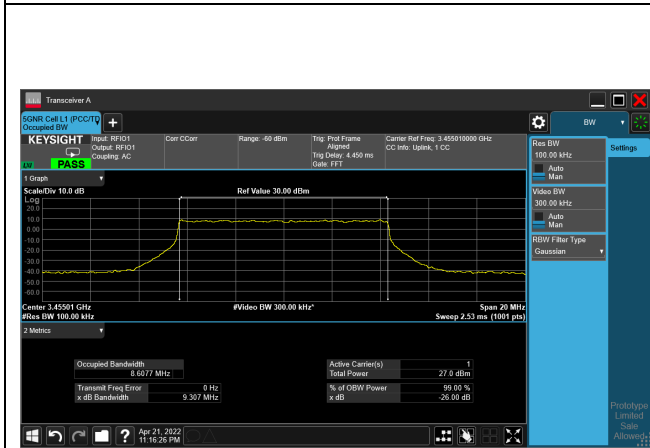 Transceiver A
5GNR Cell L1 (PCC/TD
Occupied BW
BW
KEYSIGHT
LXI
PASS
Input: RFIO1
Output: RFIO1
Coupling: AC
Corr CCorr
Range: -60 dBm
Trig: Prot Frame
Aligned
Trig Delay: 4.450 ms
Gate: FFT
Carrier Ref Freq: 3.455010000 GHz
CC Info: Uplink, 1 CC
Res BW
100.00 kHz
Auto
Man
Settings
1 Graph
Scale/Div 10.0 dB
Ref Value 30.00 dBm
Log
20.0
10.0
0.00
-10.0
-20.0
-30.0
-40.0
-50.0
-60.0
Video BW
300.00 kHz
Auto
Man
RBW Filter Type
Gaussian
Center 3.45501 GHz
#Video BW 300.00 kHz*
Span 20 MHz
#Res BW 100.00 kHz
Sweep 2.53 ms (1001 pts)
2 Metrics
Occupied Bandwidth
8.6077 MHz
Active Carrier(s) 1
Total Power 27.0 dBm
Transmit Freq Error 0 Hz
x dB Bandwidth 9.307 MHz
% of OBW Power 99.00 %
x dB -26.00 dB
Prototype
Limited
Sale
Allowed
?
Apr 21, 2022
11:16:26 PM